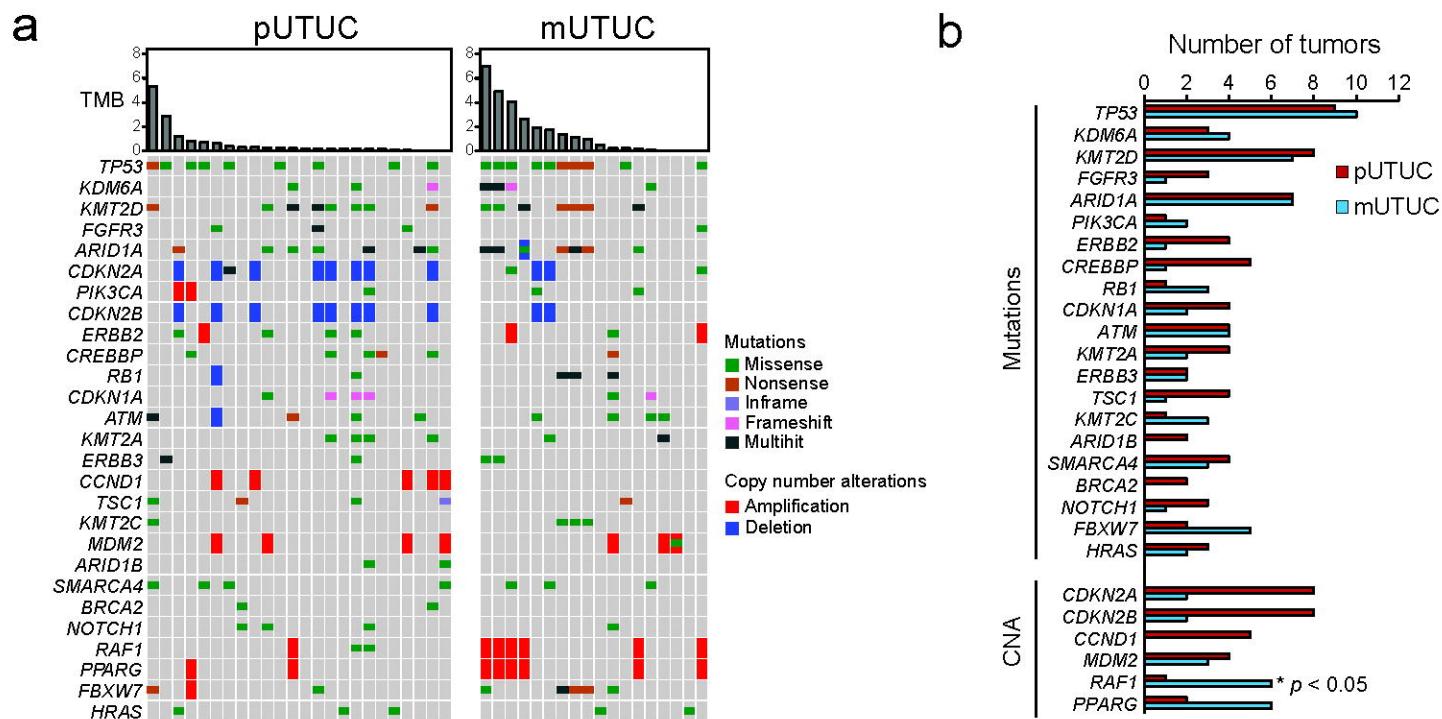 a
pUTUC
mUTUC
TMB
8
6
4
2
0
8
6
4
2
0
TP53
KDM6A
KMT2D
FGFR3
ARID1A
CDKN2A
PIK3CA
CDKN2B
ERBB2
CREBBP
RB1
CDKN1A
ATM
KMT2A
ERBB3
CCND1
TSC1
KMT2C
MDM2
ARID1B
SMARCA4
BRCA2
NOTCH1
RAF1
PPARG
FBXW7
HRAS
Mutations
Missense
Nonsense
Inframe
Frameshift
Multihit
Copy number alterations
Amplification
Deletion
b
Number of tumors
0 2 4 6 8 10 12
Mutations
TP53
KDM6A
KMT2D
FGFR3
ARID1A
PIK3CA
ERBB2
CREBBP
RB1
CDKN1A
ATM
KMT2A
ERBB3
TSC1
KMT2C
ARID1B
SMARCA4
BRCA2
NOTCH1
FBXW7
HRAS
pUTUC
mUTUC
CNA
CDKN2A
CDKN2B
CCND1
MDM2
RAF1 * p < 0.05
PPARG